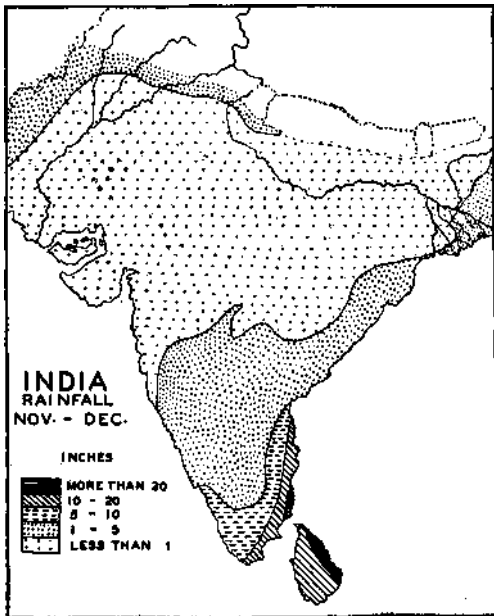 INDIA
RAINFALL
NOV. - DEC.
INCHES
MORE THAN 20
10 - 20
5 - 10
1 - 5
LESS THAN 1